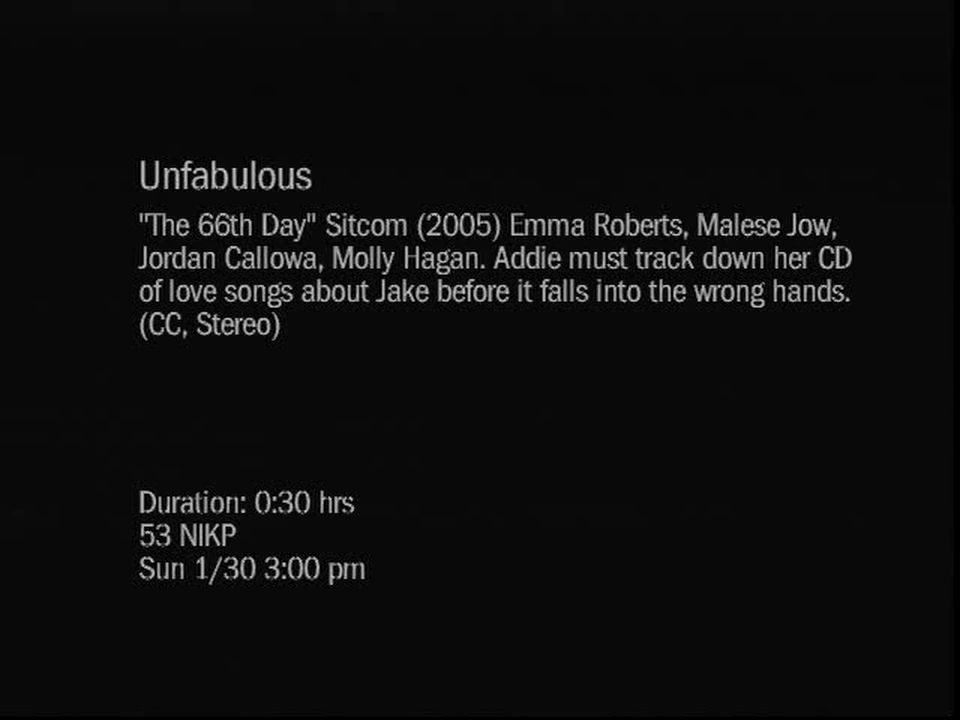 Unfabulous
"The 66th Day" Sitcom (2005) Emma Roberts, Malese Jow,
Jordan Callowa, Molly Hagan. Addie must track down her CD
of love songs about Jake before it falls into the wrong hands.
(CC, Stereo)
Duration: 0:30 hrs
53 NIKP
Sun 1/30 3:00 pm